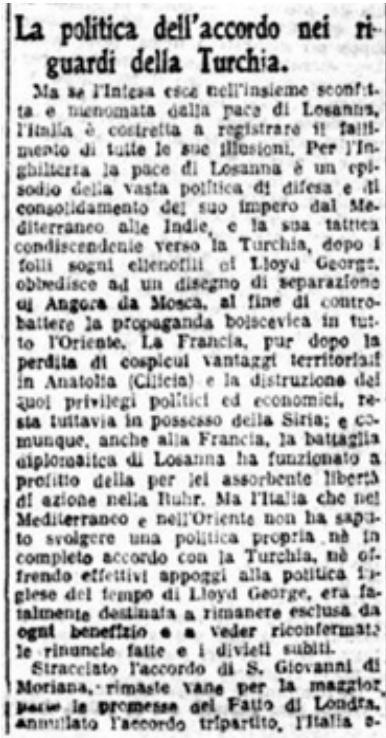 La politica dell'accordo nei ri-
guardi della Turchia.
Ma se l'Intesa esce nell'insieme sconfit-
ta e menomata dalla pace di Losanna,
l'Italia è costretta a registrare il falli-
mento di tutte le sue illusioni. Per l'In-
ghilterra la pace di Losanna è un epi-
sodio della vasta politica di difesa e di
consolidamento del suo impero dal Me-
diterraneo alle Indie, e la sua tattica
condiscendente verso la Turchia, dopo i
folli sogni ellenofili di Lloyd George,
obbedisce ad un disegno di separazione
di Angora da Mosca, al fine di contro-
battere la propaganda bolscevica in tut-
to l'Oriente. La Francia, pur dopo la
perdita di cospicui vantaggi territoriali
in Anatolia (Cilicia) e la distruzione dei
suoi privilegi politici ed economici, re-
sta tuttavia in possesso della Siria; e co-
munque, anche alla Francia, la battaglia
diplomatica di Losanna ha funzionato a
profitto della per lei assorbente libertà
di azione nella Ruhr. Ma l'Italia che nel
Mediterraneo e nell'Oriente non ha sapu-
to svolgere una politica propria nè in
completo accordo con la Turchia, nè of-
frendo effettivi appoggi alla politica in-
glese del tempo di Lloyd George, era fa-
talmente destinata a rimanere esclusa da
ogni benefizio e a veder riconfermate
le rinuncie fatte e i divieti subiti.
Stracciato l'accordo di S. Giovanni di
Moriana, rimaste vane per la maggior
parte le promesse del Patto di Londra,
annullato l'accordo tripartito, l'Italia e-